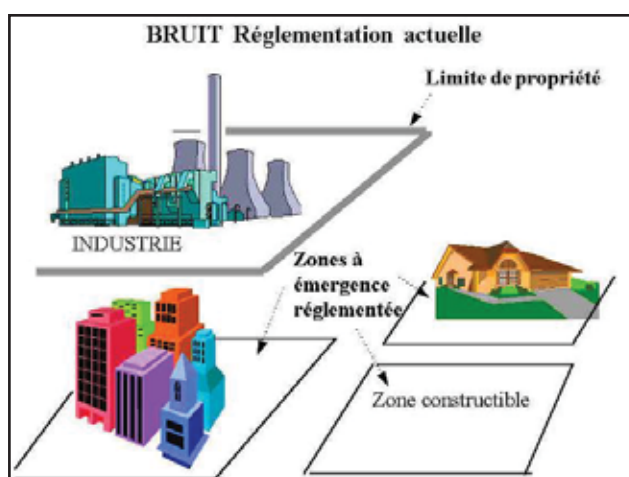 BRUIT Réglementation actuelle
Limite de propriété
INDUSTRIE
Zones à
émergence
réglementée
Zone constructible